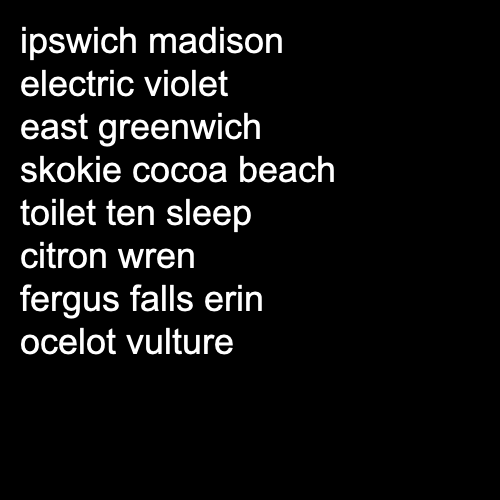 ipswich madison
electric violet
east greenwich
skokie cocoa beach
toilet ten sleep
citron wren
fergus falls erin
ocelot vulture